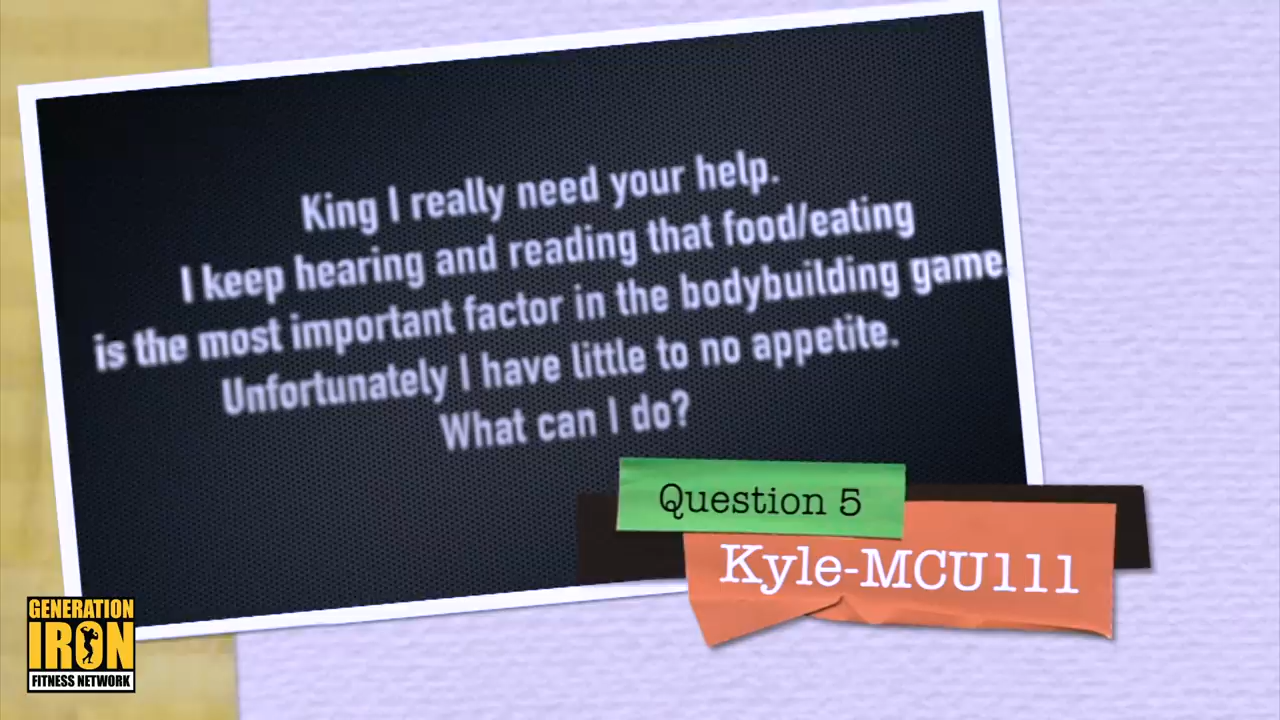 King I really need your help.
I keep hearing and reading that food/eating
is the most important factor in the bodybuilding game.
Unfortunately I have little to no appetite.
What can I do?
Question 5
Kyle-MCU111
GENERATION
IRON
FITNESS NETWORK